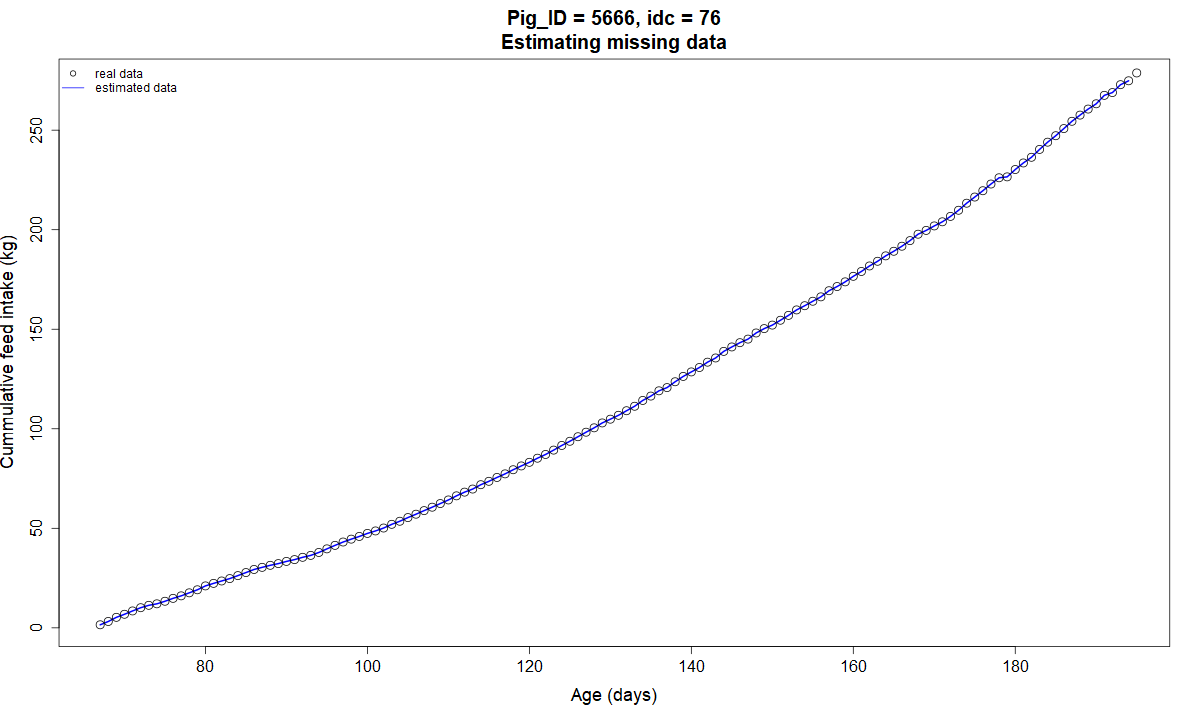 Pig_ID = 5666, idc = 76
Estimating missing data
real data
estimated data
Cummulative feed intake (kg)
250
200
150
100
50
0
80 100 120 140 160 180
Age (days)